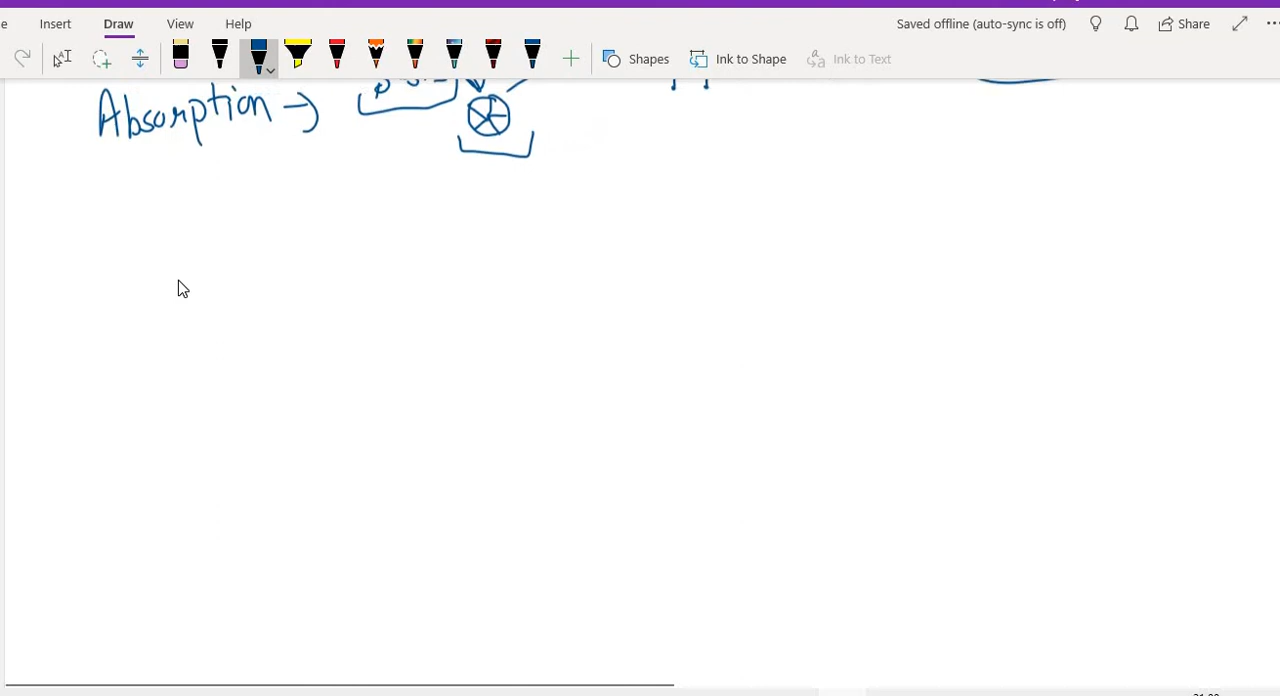 Insert Draw View Help Saved offline (auto-sync is off) Share
Shapes Ink to Shape Ink to Text
Absorption →